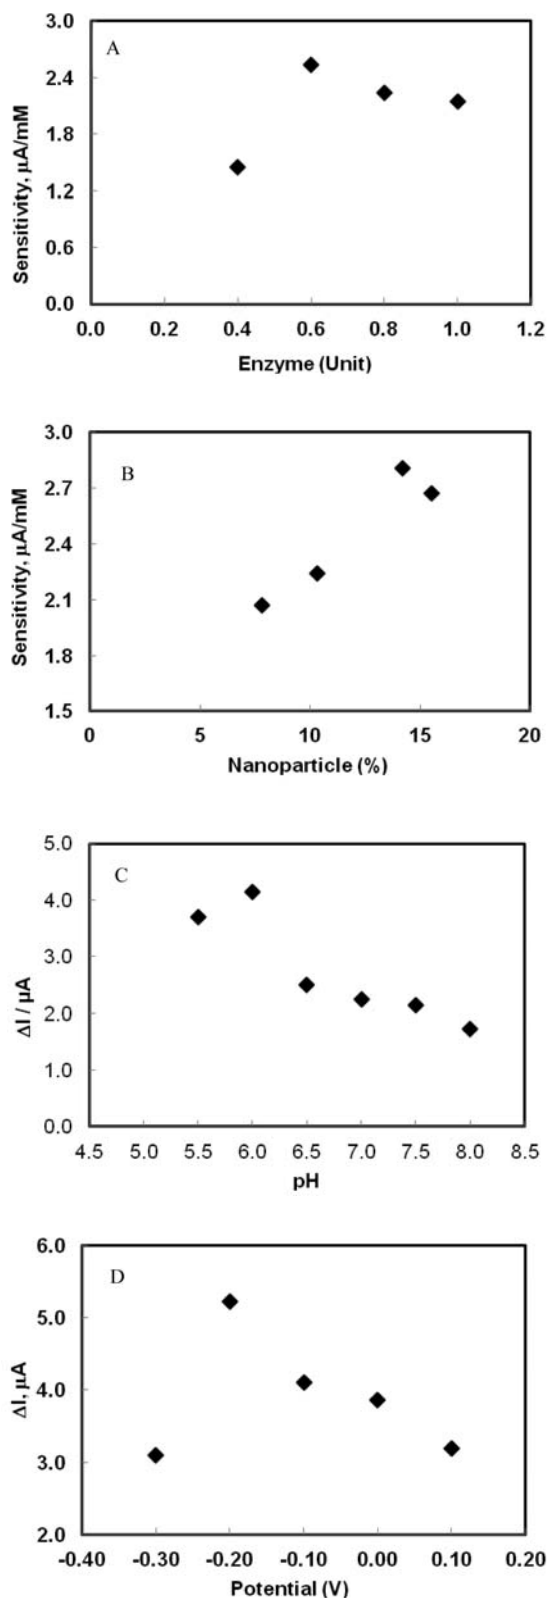 A
3.0
2.4
1.8
1.2
0.6
0.0
Sensitivity, µA/mM
0.0 0.2 0.4 0.6 0.8 1.0 1.2
Enzyme (Unit)
B
3.0
2.7
2.4
2.1
1.8
1.5
Sensitivity, µA/mM
0 5 10 15 20
Nanoparticle (%)
C
5.0
4.0
3.0
2.0
1.0
0.0
ΔI / µA
4.5 5.0 5.5 6.0 6.5 7.0 7.5 8.0 8.5
pH
D
6.0
5.0
4.0
3.0
2.0
ΔI, µA
-0.40 -0.30 -0.20 -0.10 0.00 0.10 0.20
Potential (V)